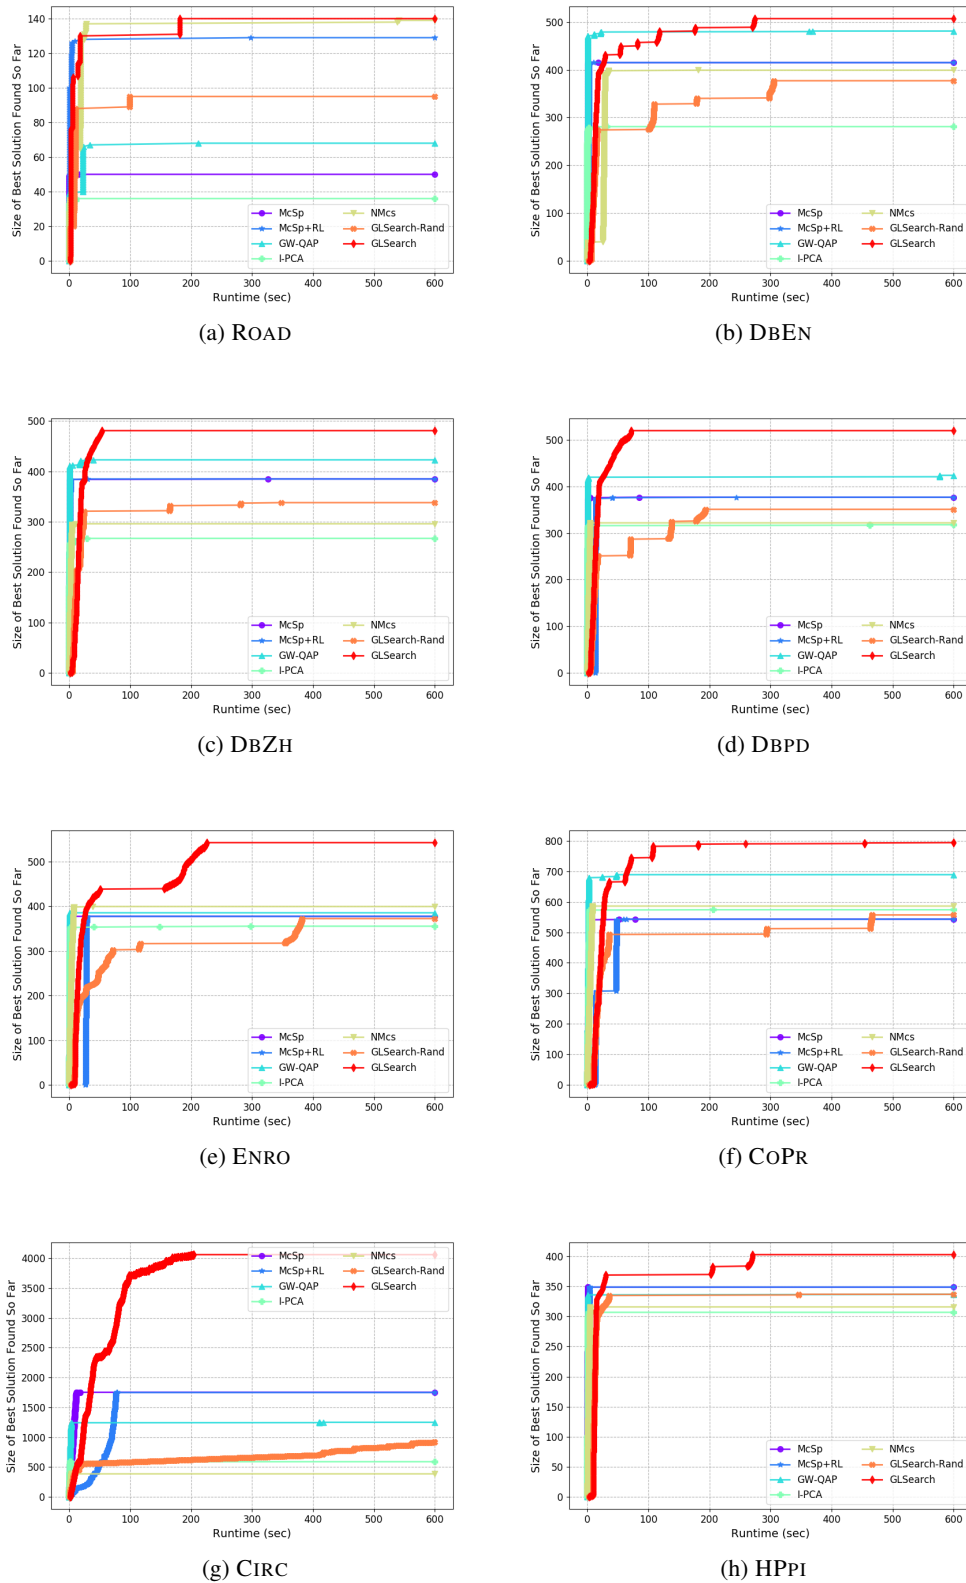 Size of Best Solution Found So Far
140
120
100
80
60
40
20
0
0 100 200 300 400 500 600
Runtime (sec)
McSp
McSp+RL
GW-QAP
I-PCA
NMcs
GLSearch-Rand
GLSearch
(a) ROAD
Size of Best Solution Found So Far
500
400
300
200
100
0
0 100 200 300 400 500 600
Runtime (sec)
McSp
McSp+RL
GW-QAP
I-PCA
NMcs
GLSearch-Rand
GLSearch
(b) DBEN
Size of Best Solution Found So Far
500
400
300
200
100
0
0 100 200 300 400 500 600
Runtime (sec)
McSp
McSp+RL
GW-QAP
I-PCA
NMcs
GLSearch-Rand
GLSearch
(c) DBZH
Size of Best Solution Found So Far
500
400
300
200
100
0
0 100 200 300 400 500 600
Runtime (sec)
McSp
McSp+RL
GW-QAP
I-PCA
NMcs
GLSearch-Rand
GLSearch
(d) DBPD
Size of Best Solution Found So Far
500
400
300
200
100
0
0 100 200 300 400 500 600
Runtime (sec)
McSp
McSp+RL
GW-QAP
I-PCA
NMcs
GLSearch-Rand
GLSearch
(e) ENRO
Size of Best Solution Found So Far
800
700
600
500
400
300
200
100
0
0 100 200 300 400 500 600
Runtime (sec)
McSp
McSp+RL
GW-QAP
I-PCA
NMcs
GLSearch-Rand
GLSearch
(f) COPR
Size of Best Solution Found So Far
4000
3500
3000
2500
2000
1500
1000
500
0
0 100 200 300 400 500 600
Runtime (sec)
McSp
McSp+RL
GW-QAP
I-PCA
NMcs
GLSearch-Rand
GLSearch
(g) CIRC
Size of Best Solution Found So Far
400
350
300
250
200
150
100
50
0
0 100 200 300 400 500 600
Runtime (sec)
McSp
McSp+RL
GW-QAP
I-PCA
NMcs
GLSearch-Rand
GLSearch
(h) HPPI